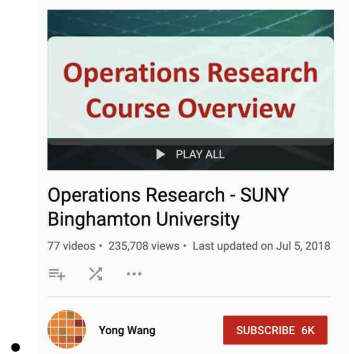 Operations Research
Course Overview
PLAY ALL
Operations Research - SUNY
Binghamton University
77 videos • 235,708 views • Last updated on Jul 5, 2018
Yong Wang
SUBSCRIBE 6K